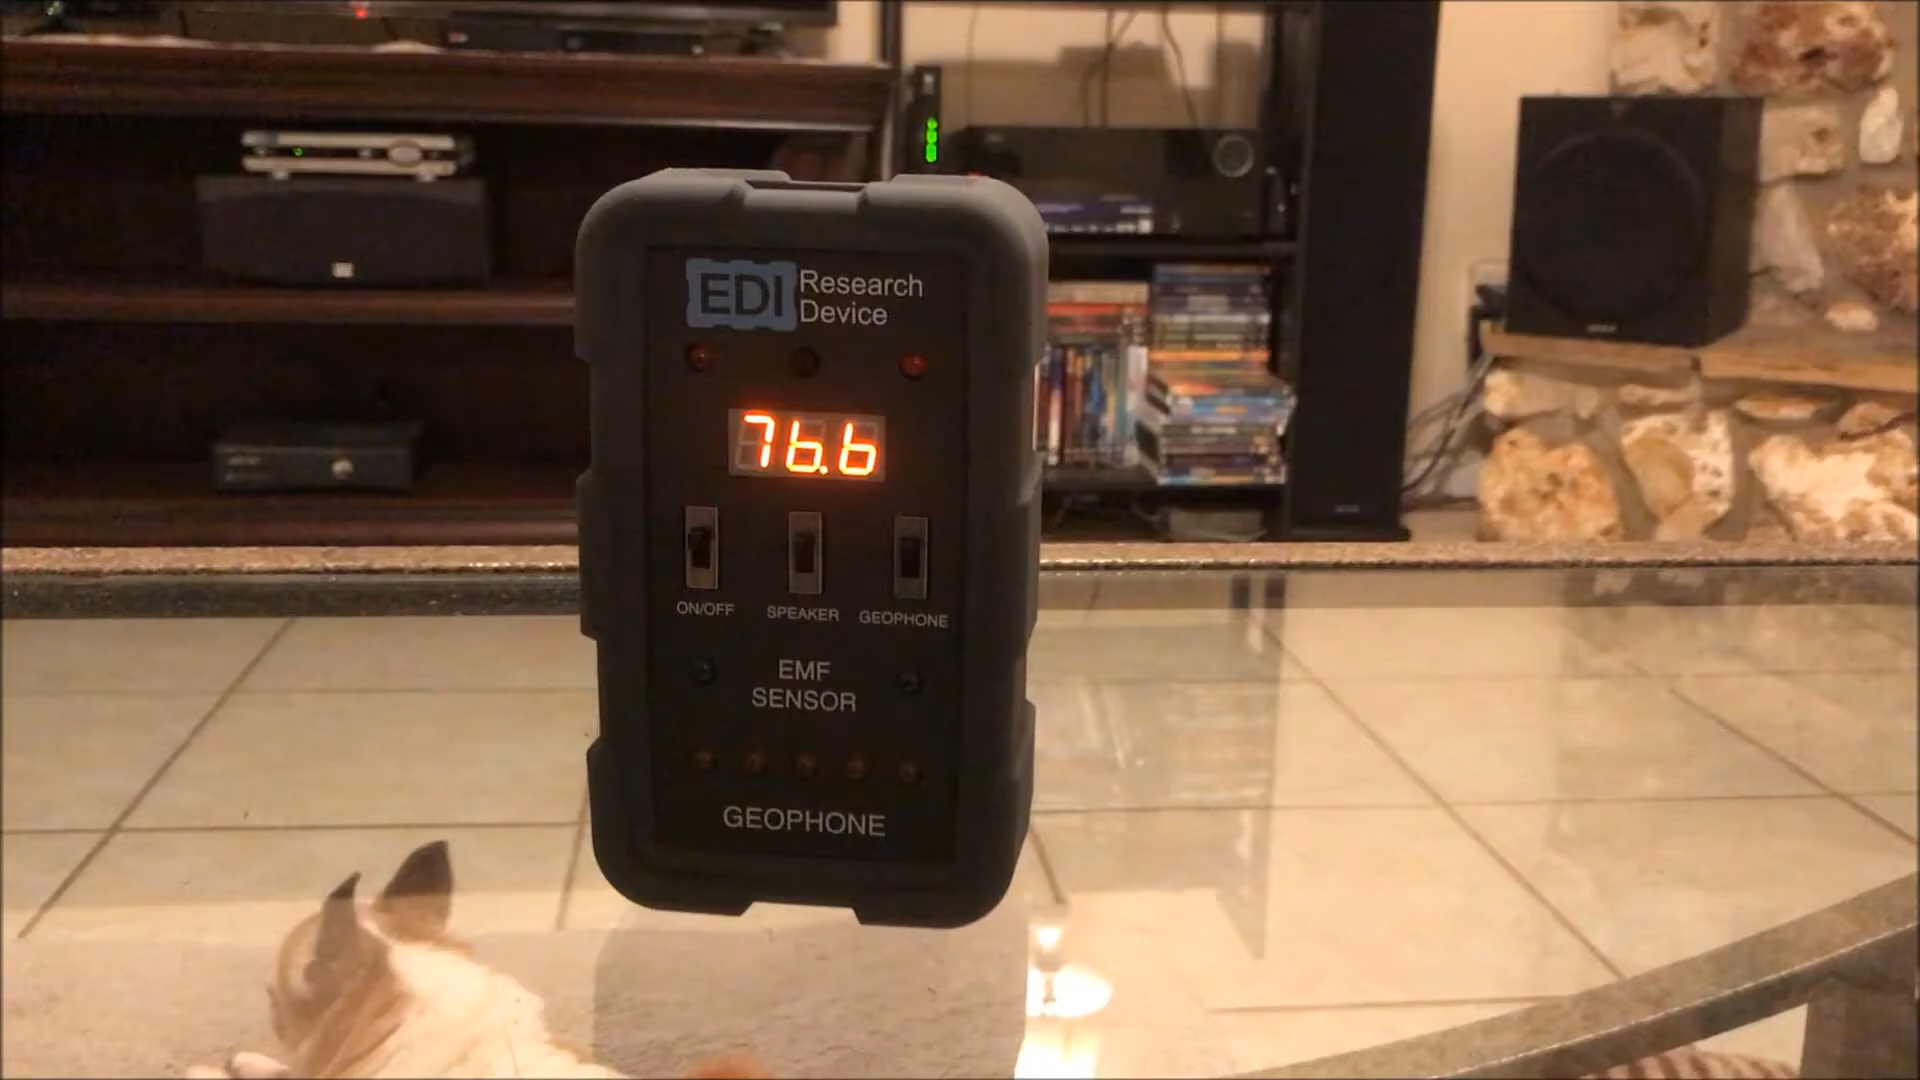 EDI Research
Device
76.6
ON/OFF SPEAKER GEOPHONE
EMF
SENSOR
GEOPHONE